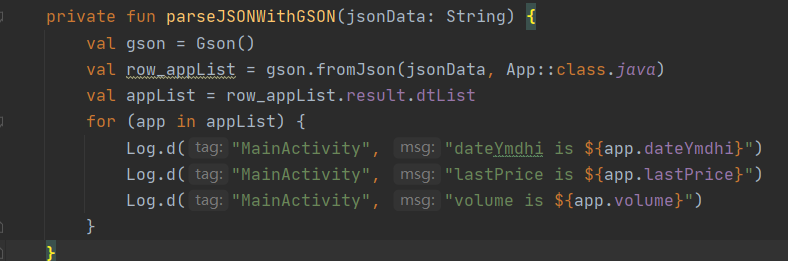 private fun parseJSONWithGSON(jsonData: String) {
    val gson = Gson()
    val row_appList = gson.fromJson(jsonData, App::class.java)
    val appList = row_appList.result.dtList
    for (app in appList) {
        Log.d( tag: "MainActivity", msg: "dateYmdhi is ${app.dateYmdhi}")
        Log.d( tag: "MainActivity", msg: "lastPrice is ${app.lastPrice}")
        Log.d( tag: "MainActivity", msg: "volume is ${app.volume}")
    }
}